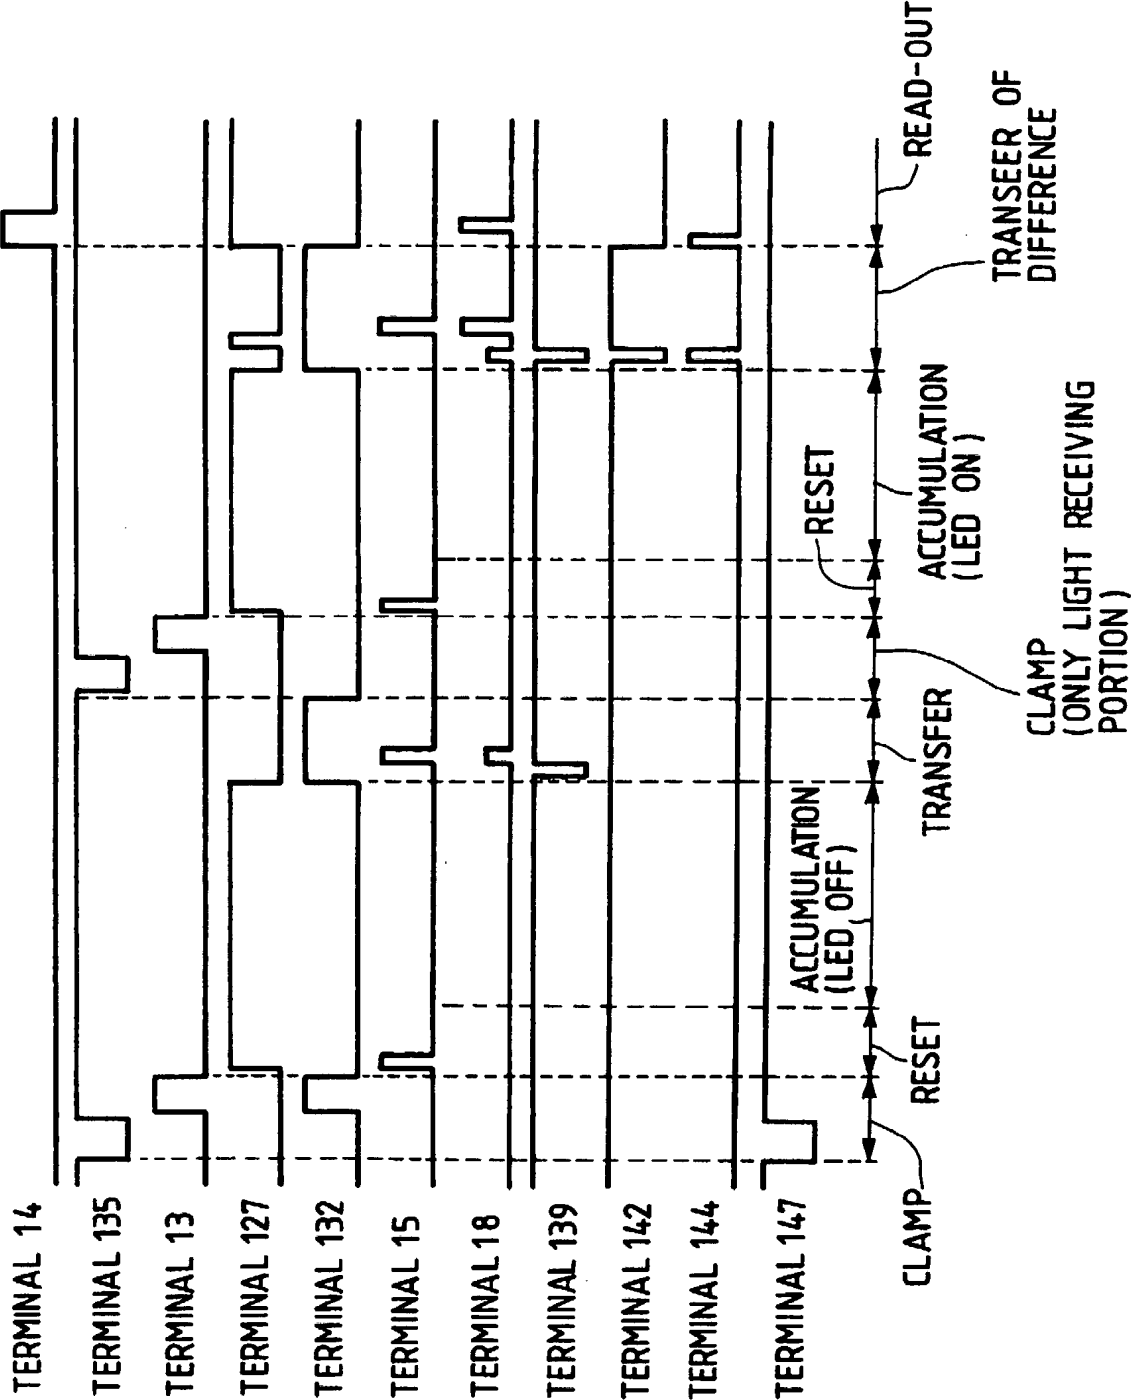 TERMINAL 14
TERMINAL 135
TERMINAL 13
TERMINAL 127
TERMINAL 132
TERMINAL 15
TERMINAL 18
TERMINAL 139
TERMINAL 142
TERMINAL 144
TERMINAL 147
CLAMP
RESET
ACCUMULATION
(LED OFF)
TRANSFER
CLAMP
(ONLY LIGHT RECEIVING
PORTION)
RESET
ACCUMULATION
(LED ON)
TRANSEER OF
DIFFERENCE
READ-OUT